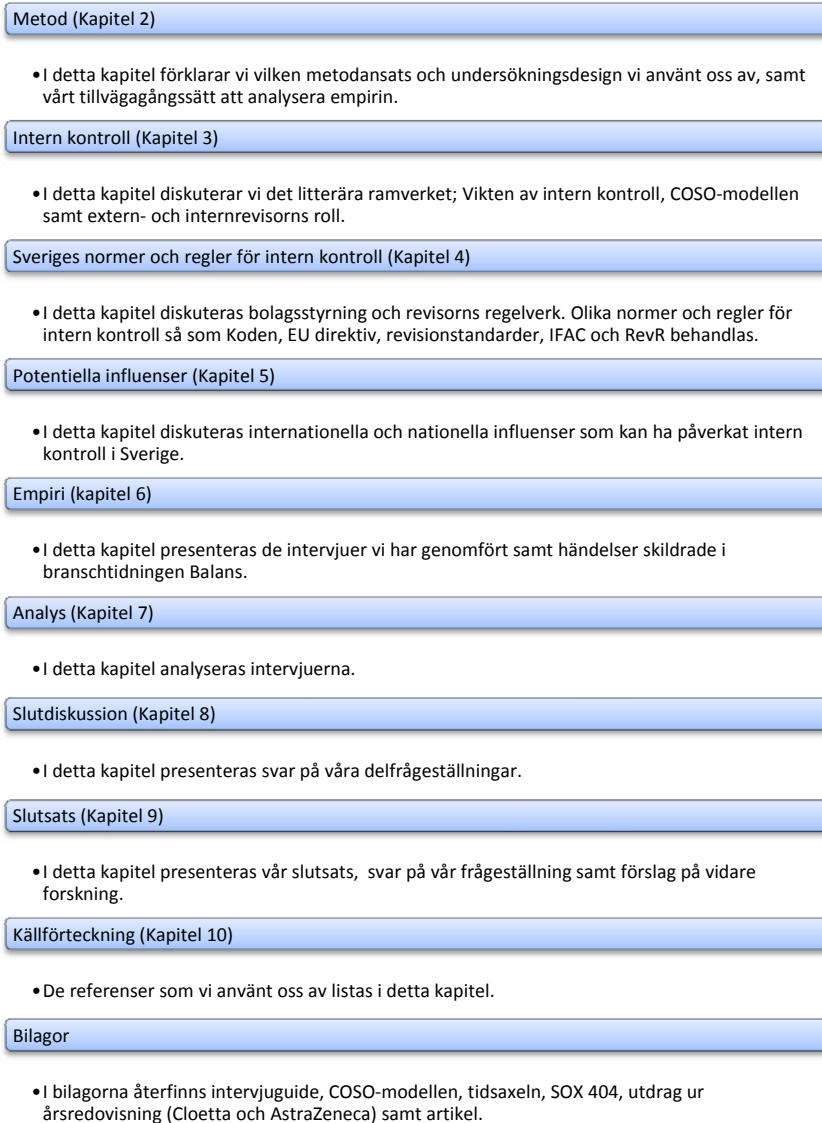 Metod (Kapitel 2)
•I detta kapitel förklarar vi vilken metodansats och undersökningsdesign vi använt oss av, samt
vårt tillvägagångssätt att analysera empirin.
Intern kontroll (Kapitel 3)
•I detta kapitel diskuterar vi det litterära ramverket; Vikten av intern kontroll, COSO-modellen
samt extern- och internrevisorns roll.
Sveriges normer och regler för intern kontroll (Kapitel 4)
•I detta kapitel diskuteras bolagsstyrning och revisorns regelverk. Olika normer och regler för
intern kontroll så som Koden, EU direktiv, revisionstandarder, IFAC och RevR behandlas.
Potentiella influenser (Kapitel 5)
•I detta kapitel diskuteras internationella och nationella influenser som kan ha påverkat intern
kontroll i Sverige.
Empiri (kapitel 6)
•I detta kapitel presenteras de intervjuer vi har genomfört samt händelser skildrade i
branschtidningen Balans.
Analys (Kapitel 7)
•I detta kapitel analyseras intervjuerna.
Slutdiskussion (Kapitel 8)
•I detta kapitel presenteras svar på våra delfrågeställningar.
Slutsats (Kapitel 9)
•I detta kapitel presenteras vår slutsats, svar på vår frågeställning samt förslag på vidare
forskning.
Källförteckning (Kapitel 10)
•De referenser som vi använt oss av listas i detta kapitel.
Bilagor
•I bilagorna återfinns intervjuguide, COSO-modellen, tidsaxeln, SOX 404, utdrag ur
årsredovisning (Cloetta och AstraZeneca) samt artikel.